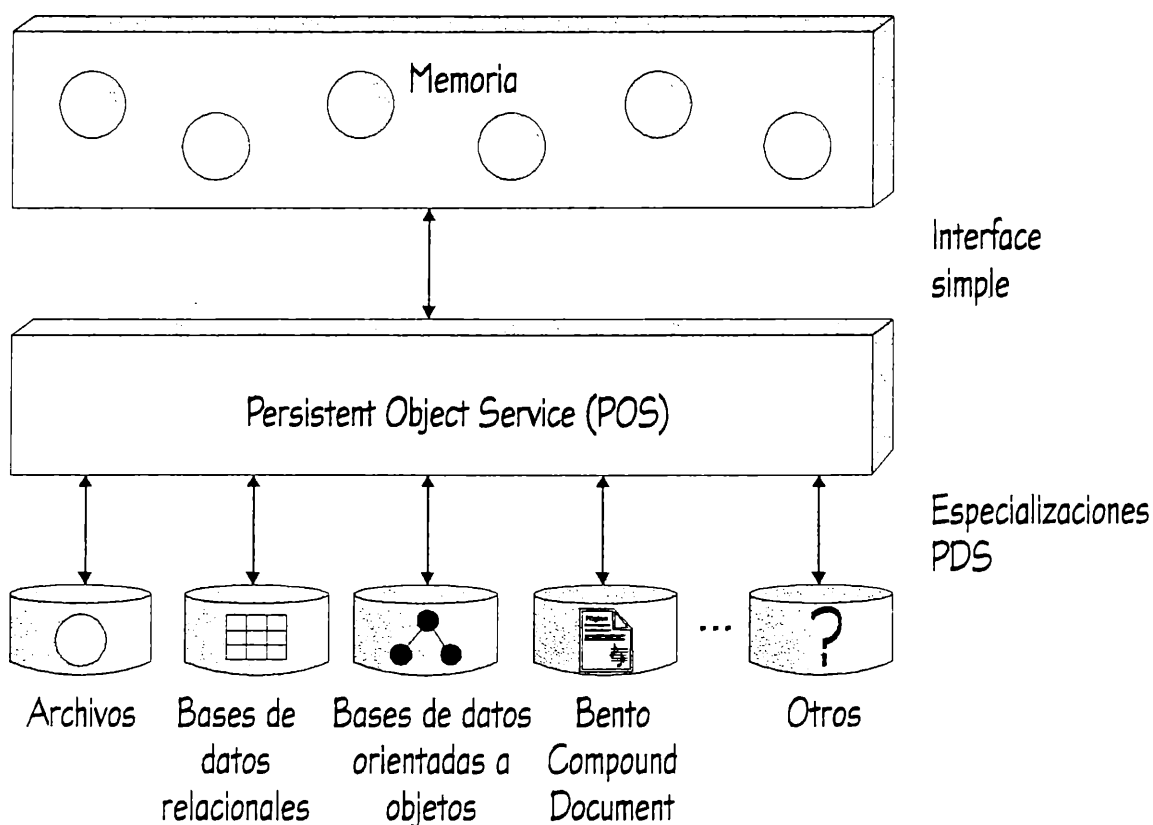 Memoria
Interface
simple
Persistent Object Service (POS)
Especializaciones
PDS
?
Archivos
Bases de
datos
relacionales
Bases de datos
orientadas a
objetos
Bento
Compound
Document
...
Otros